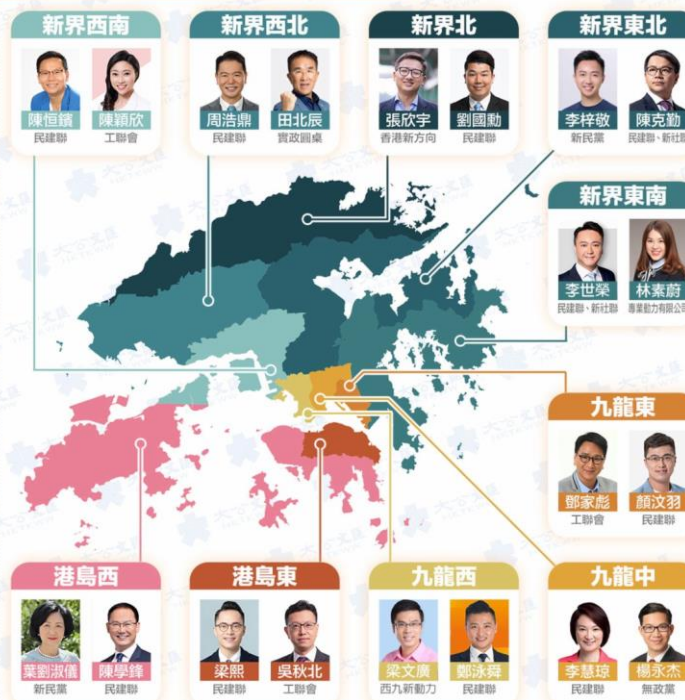 新界西南
陳恒鑌
民建聯
陳穎欣
工聯會
新界西北
周浩鼎
民建聯
田北辰
實政圓桌
新界北
張欣宇
香港新方向
劉國勳
民建聯
新界東北
李梓敬
新民黨
陳克勤
民建聯、新社聯
新界東南
李世榮
民建聯、新社聯
林素蔚
專業動力有限公司
九龍東
鄧家彪
工聯會
顏汶羽
民建聯
港島西
葉劉淑儀
新民黨
陳學鋒
民建聯
港島東
梁熙
民建聯
吳秋北
工聯會
九龍西
梁文廣
西九新動力
鄭泳舜
民建聯
九龍中
李慧琼
民建聯
楊永杰
無政黨
大公文匯